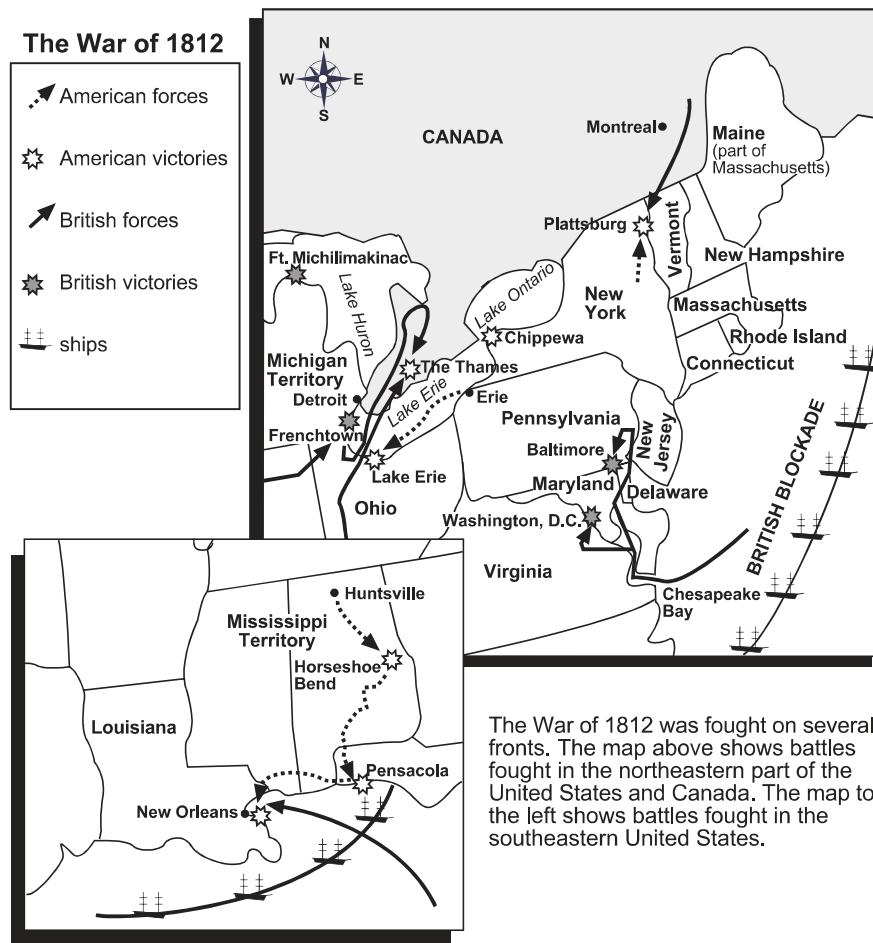 The War of 1812
American forces
American victories
British forces
British victories
ships
N
W
E
S
CANADA
Montreal
Maine
(part of
Massachusetts)
Plattsburg
Vermont
New Hampshire
Ft. Michilimakinac
Lake Huron
Lake Ontario
New
York
Massachusetts
Rhode Island
Connecticut
Chippewa
Michigan
Territory
The Thames
Detroit
Lake Erie
Erie
Pennsylvania
New
Jersey
Frenchtown
Baltimore
Lake Erie
Maryland
Delaware
Ohio
Washington, D.C.
BRITISH BLOCKADE
Virginia
Chesapeake
Bay
Huntsville
Mississippi
Territory
Horseshoe
Bend
Louisiana
Pensacola
New Orleans
The War of 1812 was fought on several
fronts. The map above shows battles
fought in the northeastern part of the
United States and Canada. The map to
the left shows battles fought in the
southeastern United States.